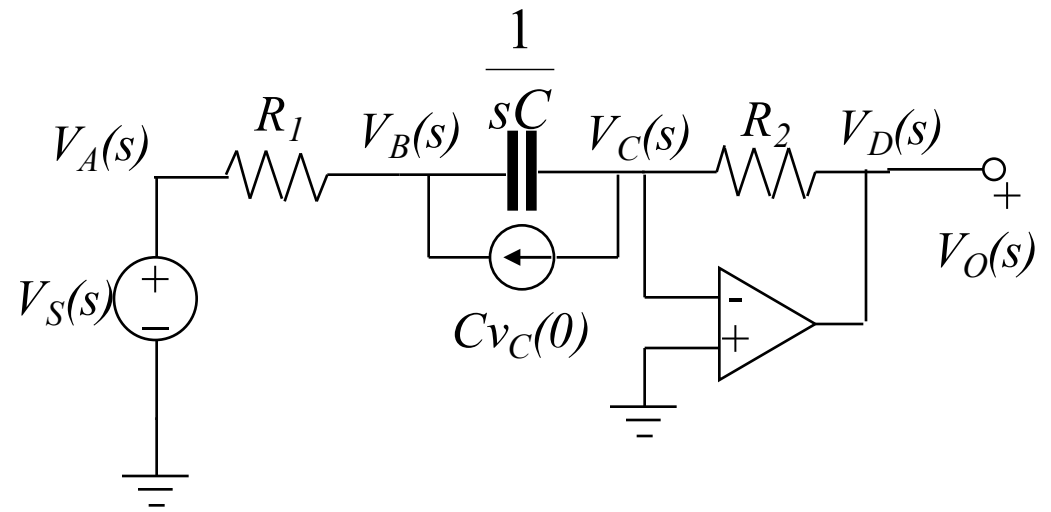 1
sC
V_A(s)
R_1
V_B(s)
V_C(s)
R_2
V_D(s)
+
V_S(s)
+
−
Cv_C(0)
-
+
V_O(s)